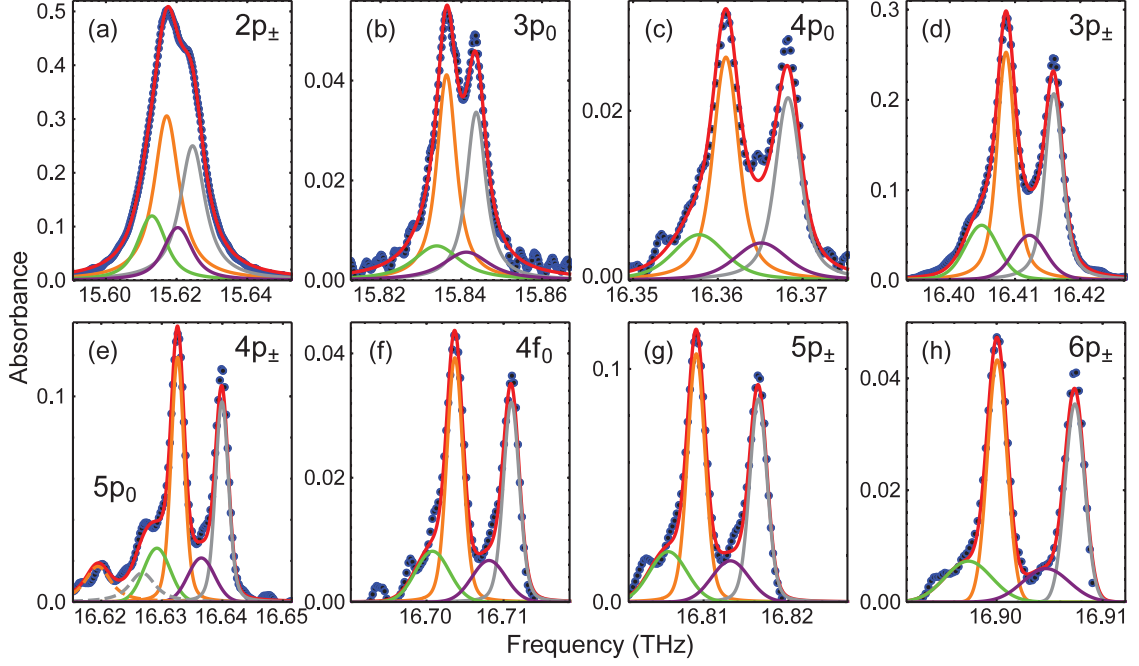 (a) 2p±
0.5
0.4
0.3
0.2
0.1
0.0
15.60 15.62 15.64
(b) 3p₀
0.04
0.02
0.00
15.82 15.84 15.86
(c) 4p₀
0.02
0.00
16.35 16.36 16.37
(d) 3p±
0.3
0.2
0.1
0.0
16.40 16.41 16.42
Absorbance
(e) 4p±
5p₀
0.1
0.0
16.62 16.63 16.64 16.65
(f) 4f₀
0.04
0.02
0.00
16.70 16.71
(g) 5p±
0.1
0.0
16.81 16.82
(h) 6p±
0.04
0.02
0.00
16.90 16.91
Frequency (THz)